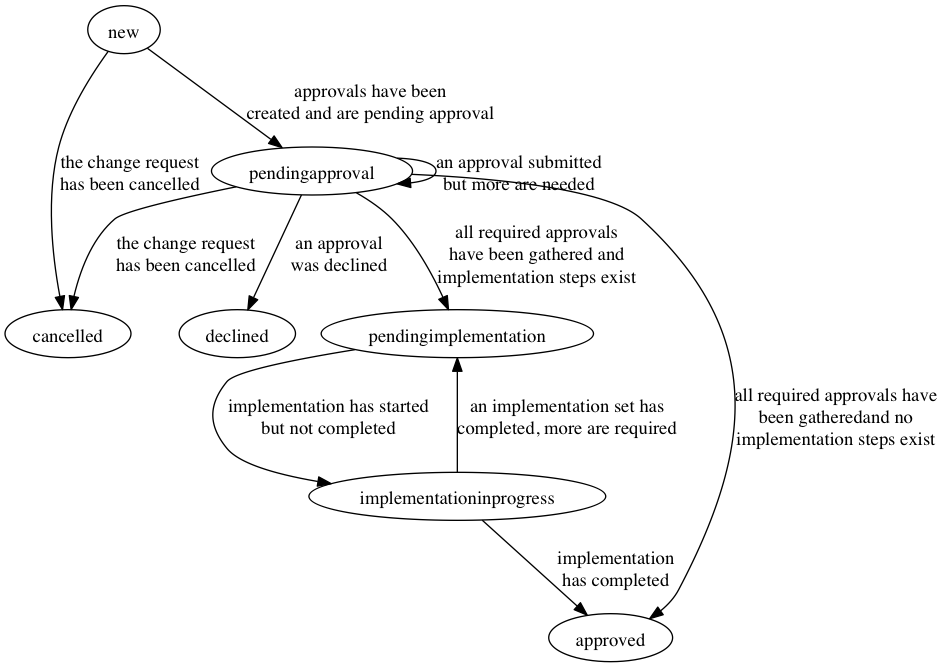 new
approvals have been
created and are pending approval
the change request
has been cancelled
pendingapproval
an approval submitted
but more are needed
the change request
has been cancelled
an approval
was declined
all required approvals
have been gathered and
implementation steps exist
cancelled
declined
pendingimplementation
implementation has started
but not completed
an implementation set has
completed, more are required
all required approvals have
been gatheredand no
implementation steps exist
implementationinprogress
implementation
has completed
approved